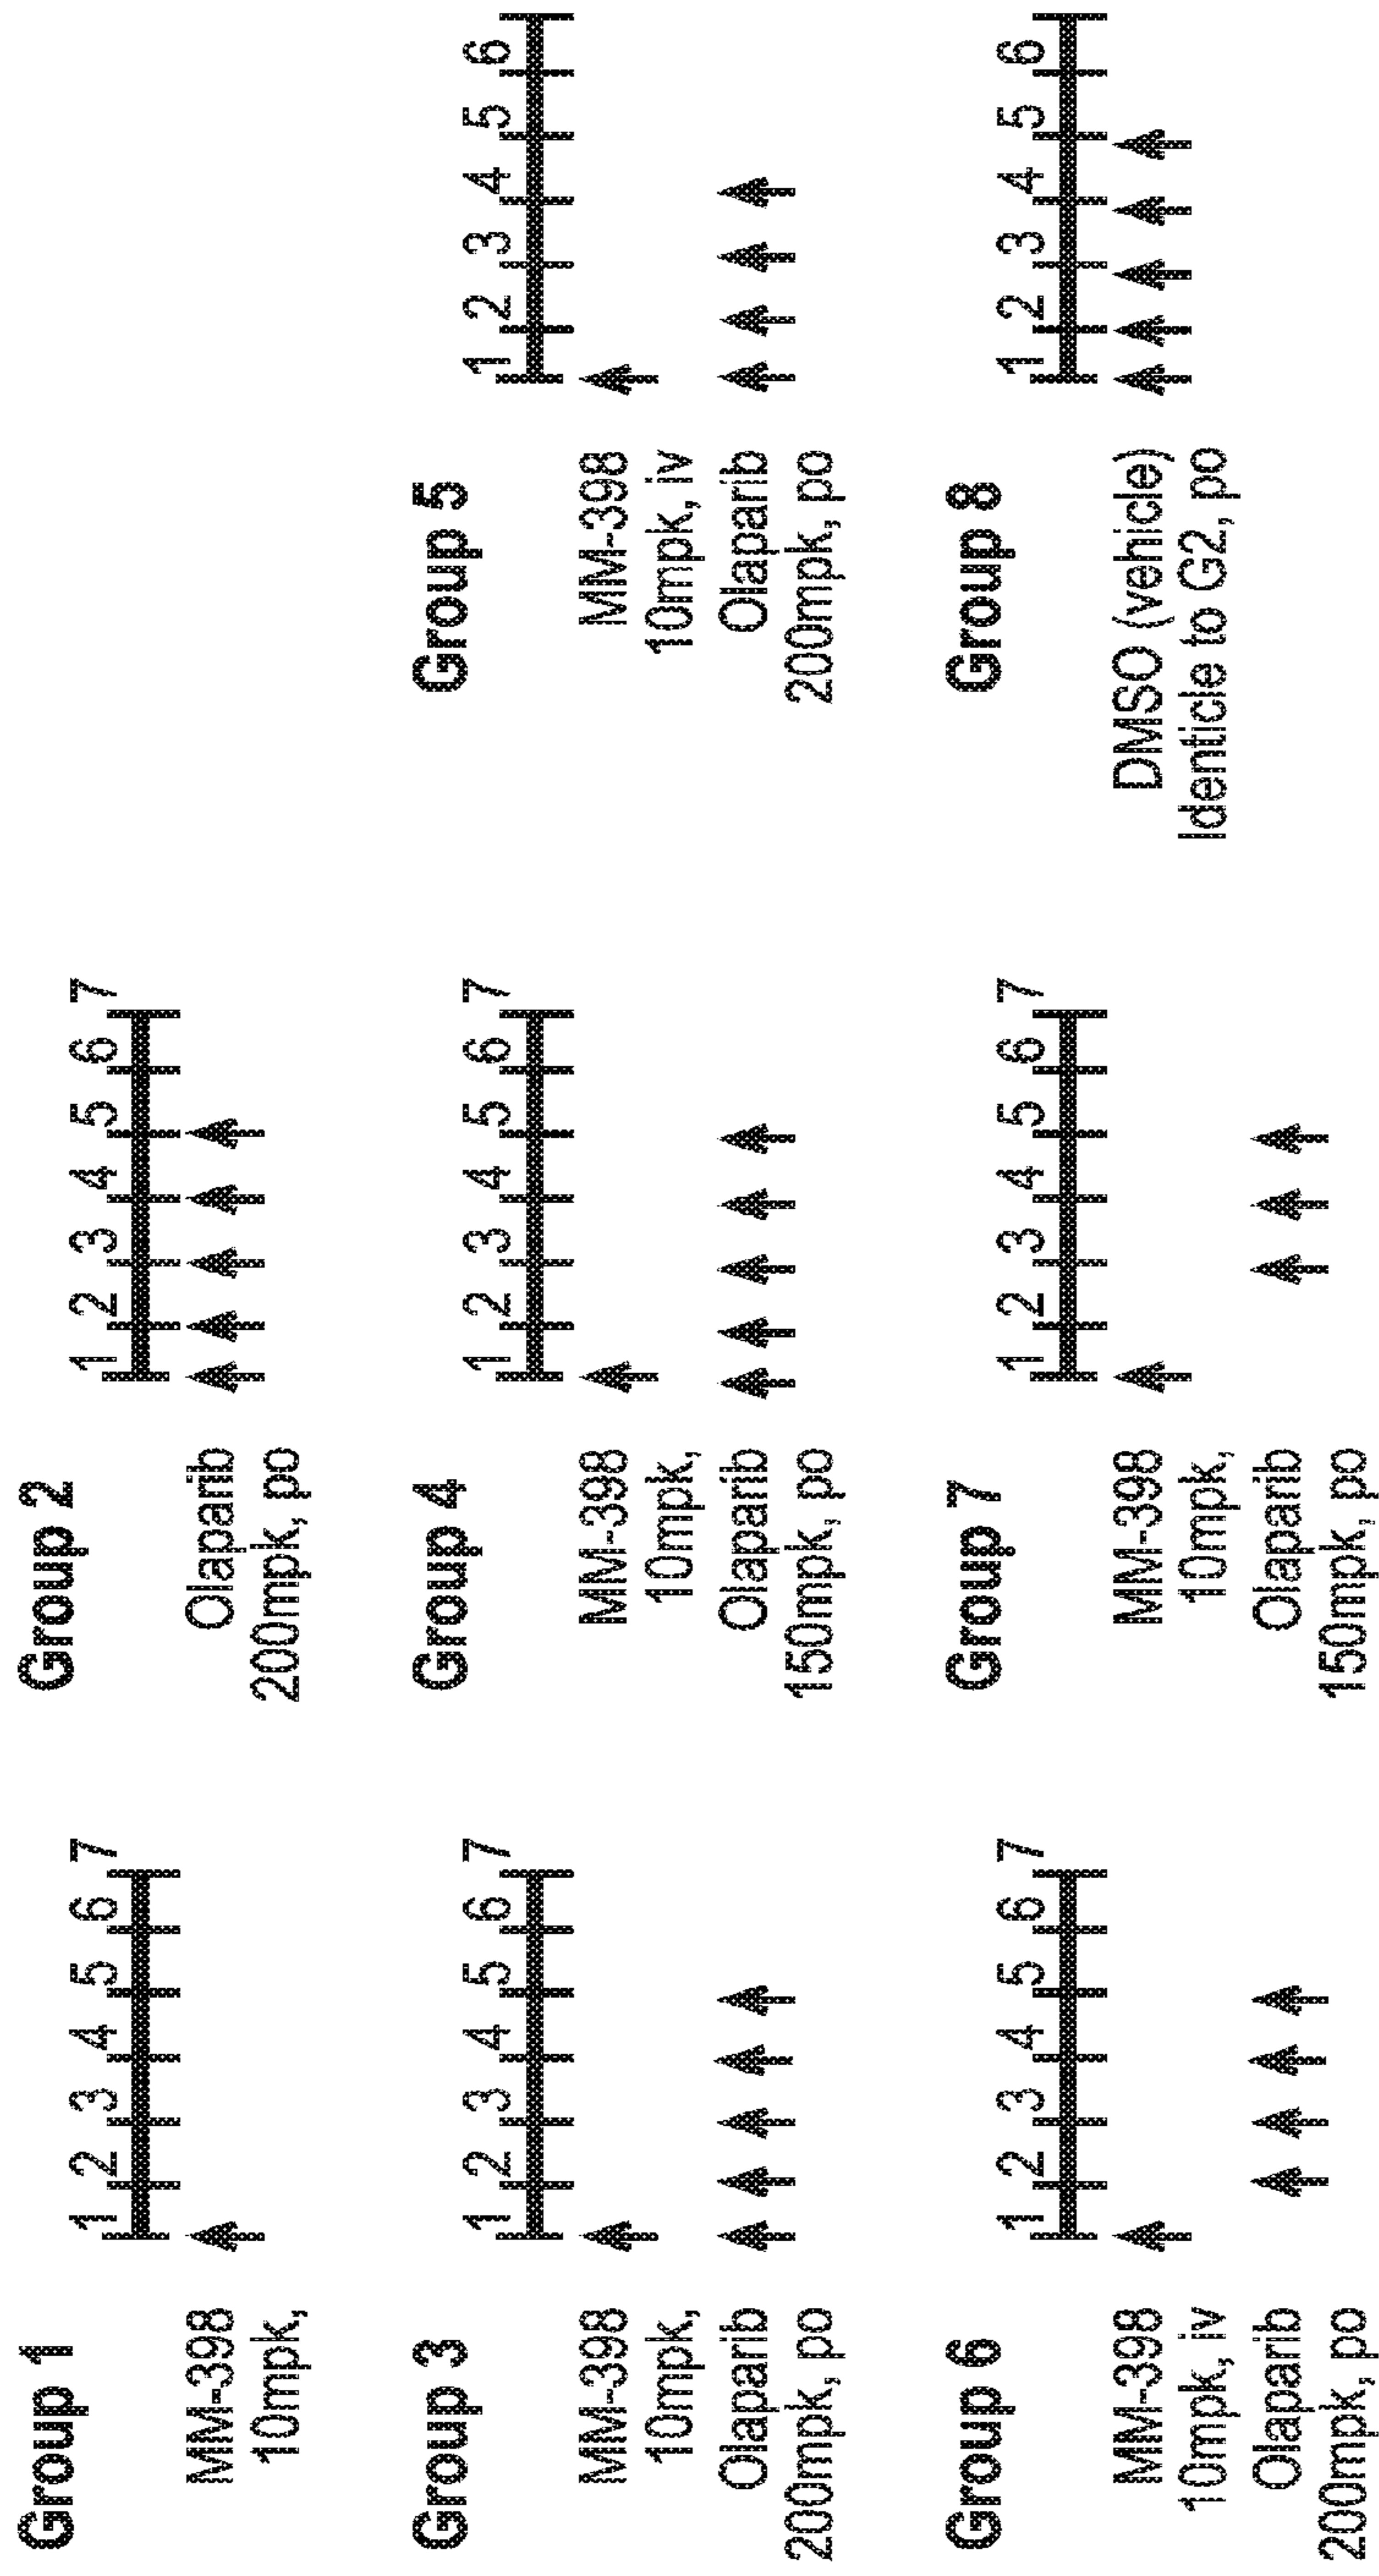 Group 1
1 2 3 4 5 6 7
MM-398
10mpk,
Group 2
1 2 3 4 5 6 7
Olaparib
200mpk, po
Group 3
1 2 3 4 5 6 7
MM-398
10mpk,
Olaparib
200mpk, po
Group 4
1 2 3 4 5 6 7
MM-398
10mpk,
Olaparib
150mpk, po
Group 5
1 2 3 4 5 6
MM-398
10mpk, iv
Olaparib
200mpk, po
Group 6
1 2 3 4 5 6 7
MM-398
10mpk, iv
Olaparib
200mpk, po
Group 7
1 2 3 4 5 6 7
MM-398
10mpk,
Olaparib
150mpk, po
Group 8
1 2 3 4 5 6
DMSO (vehicle)
Identicle to G2, po